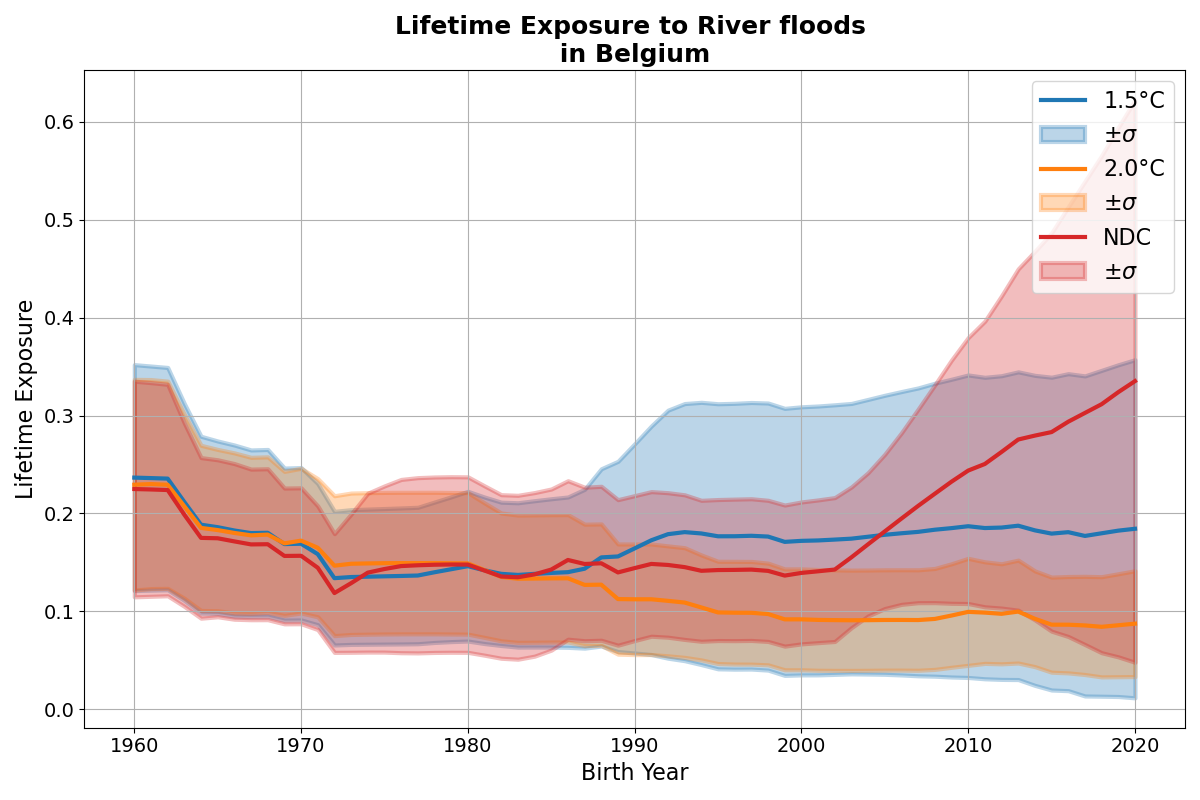 Lifetime Exposure to River floods
in Belgium
Lifetime Exposure
0.6
0.5
0.4
0.3
0.2
0.1
0.0
1960 1970 1980 1990 2000 2010 2020
Birth Year
1.5°C
±σ
2.0°C
±σ
NDC
±σ